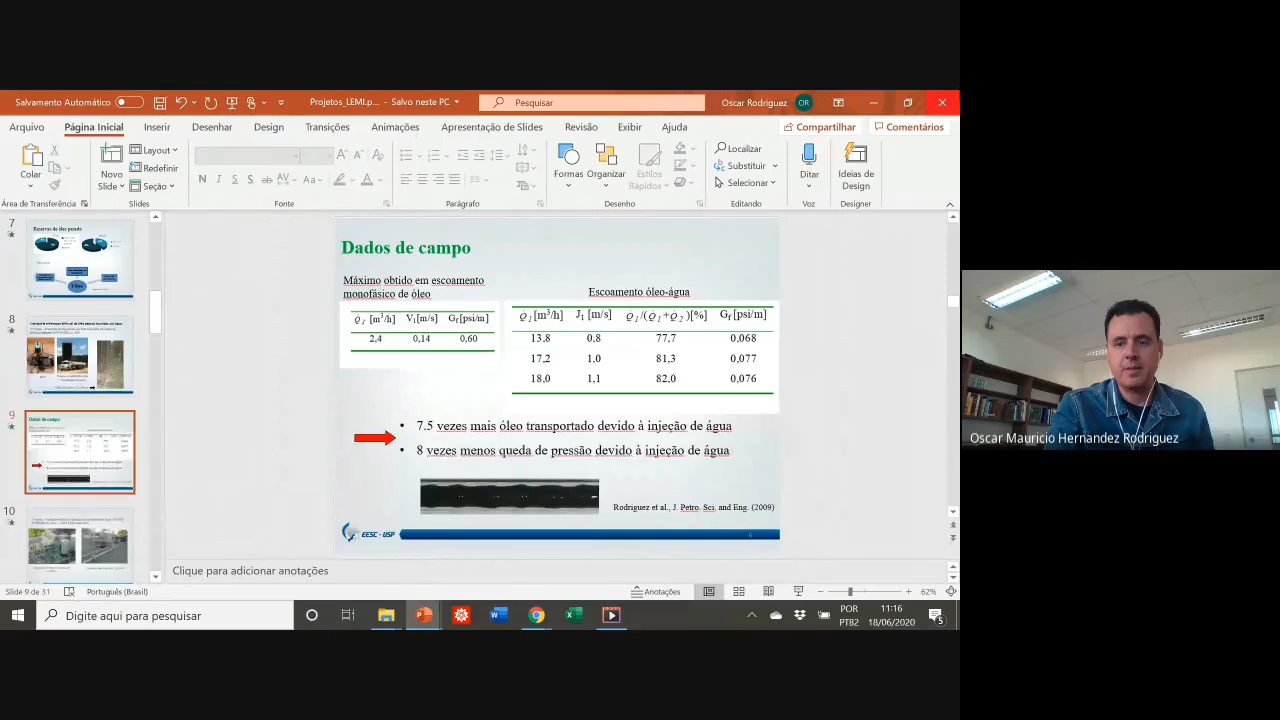 Salvamento Automático
Projetos_LEMI.p... - Salvo neste PC
Pesquisar
Oscar Rodriguez
OR
Arquivo
Página Inicial
Inserir
Desenhar
Design
Transições
Animações
Apresentação de Slides
Revisão
Exibir
Ajuda
Compartilhar
Comentários
Colar
Novo
Slide
Layout
Redefinir
Seção
Formas
Organizar
Estilos
Rápidos
Localizar
Substituir
Selecionar
Ditar
Ideias de
Design
Área de Transferência
Slides
Fonte
Parágrafo
Desenho
Editando
Voz
Designer
7
8
9
10
Dados de campo
Máximo obtido em escoamento
monofásico de óleo
Q1 [m³/h] V1[m/s] Gf[psi/m]
2,4 0,14 0,60
Escoamento óleo-água
Q1[m³/h] J1 [m/s] Q1/(Q1+Q2)[%] Gf[psi/m]
13,8 0,8 77,7 0,068
17,2 1,0 81,3 0,077
18,0 1,1 82,0 0,076
• 7.5 vezes mais óleo transportado devido à injeção de água
• 8 vezes menos queda de pressão devido à injeção de água
Rodriguez et al., J. Petro. Sci. and Eng. (2009)
EESC - USP
Oscar Mauricio Hernandez Rodriguez
Clique para adicionar anotações
Slide 9 de 31
Português (Brasil)
Anotações
62%
Digite aqui para pesquisar
POR
PTB2
11:16
18/06/2020
5